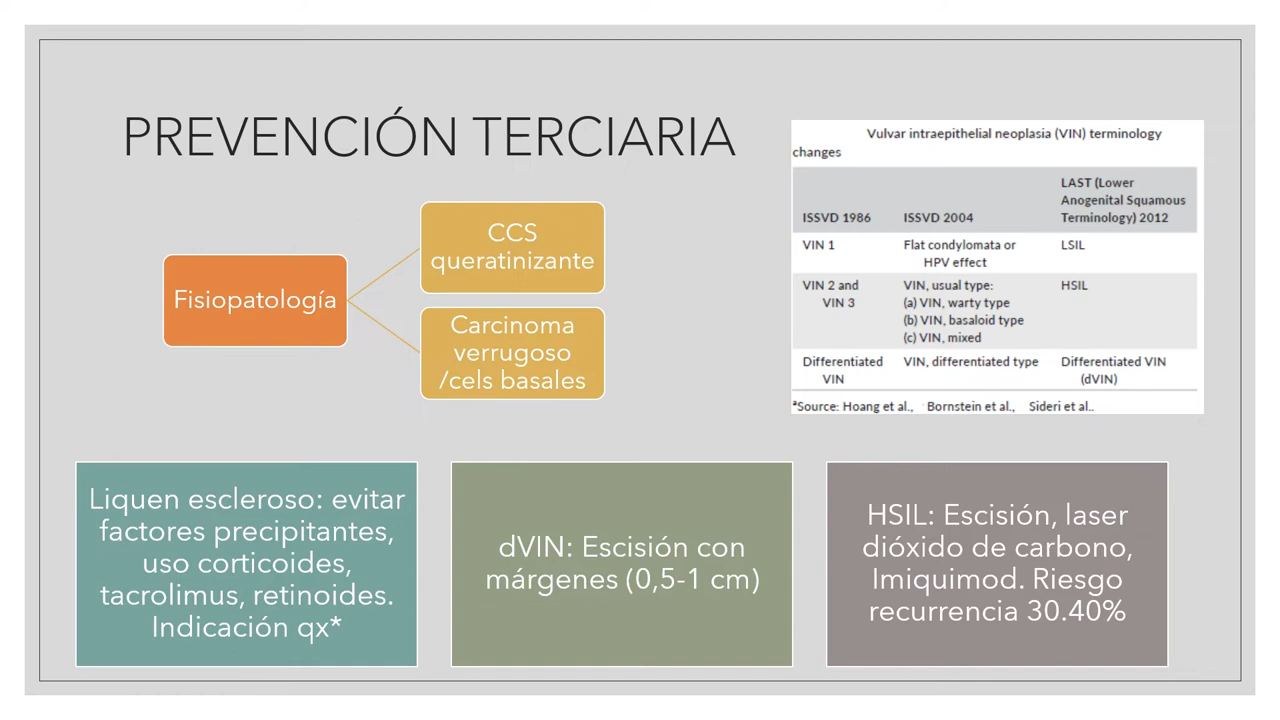 PREVENCIÓN TERCIARIA
Fisiopatología
CCS
queratinizante
Carcinoma
verrugoso
/cels basales
Vulvar intraepithelial neoplasia (VIN) terminology
changes
ISSVD 1986
ISSVD 2004
LAST (Lower
Anogenital Squamous
Terminology) 2012
VIN 1
Flat condylomata or
HPV effect
LSIL
VIN 2 and
VIN 3
VIN, usual type:
(a) VIN, warty type
(b) VIN, basaloid type
(c) VIN, mixed
HSIL
Differentiated
VIN
VIN, differentiated type
Differentiated VIN
(dVIN)
ªSource: Hoang et al., Bornstein et al., Sideri et al..
Liquen escleroso: evitar
factores precipitantes,
uso corticoides,
tacrolimus, retinoides.
Indicación qx*
dVIN: Escisión con
márgenes (0,5-1 cm)
HSIL: Escisión, laser
dióxido de carbono,
Imiquimod. Riesgo
recurrencia 30.40%